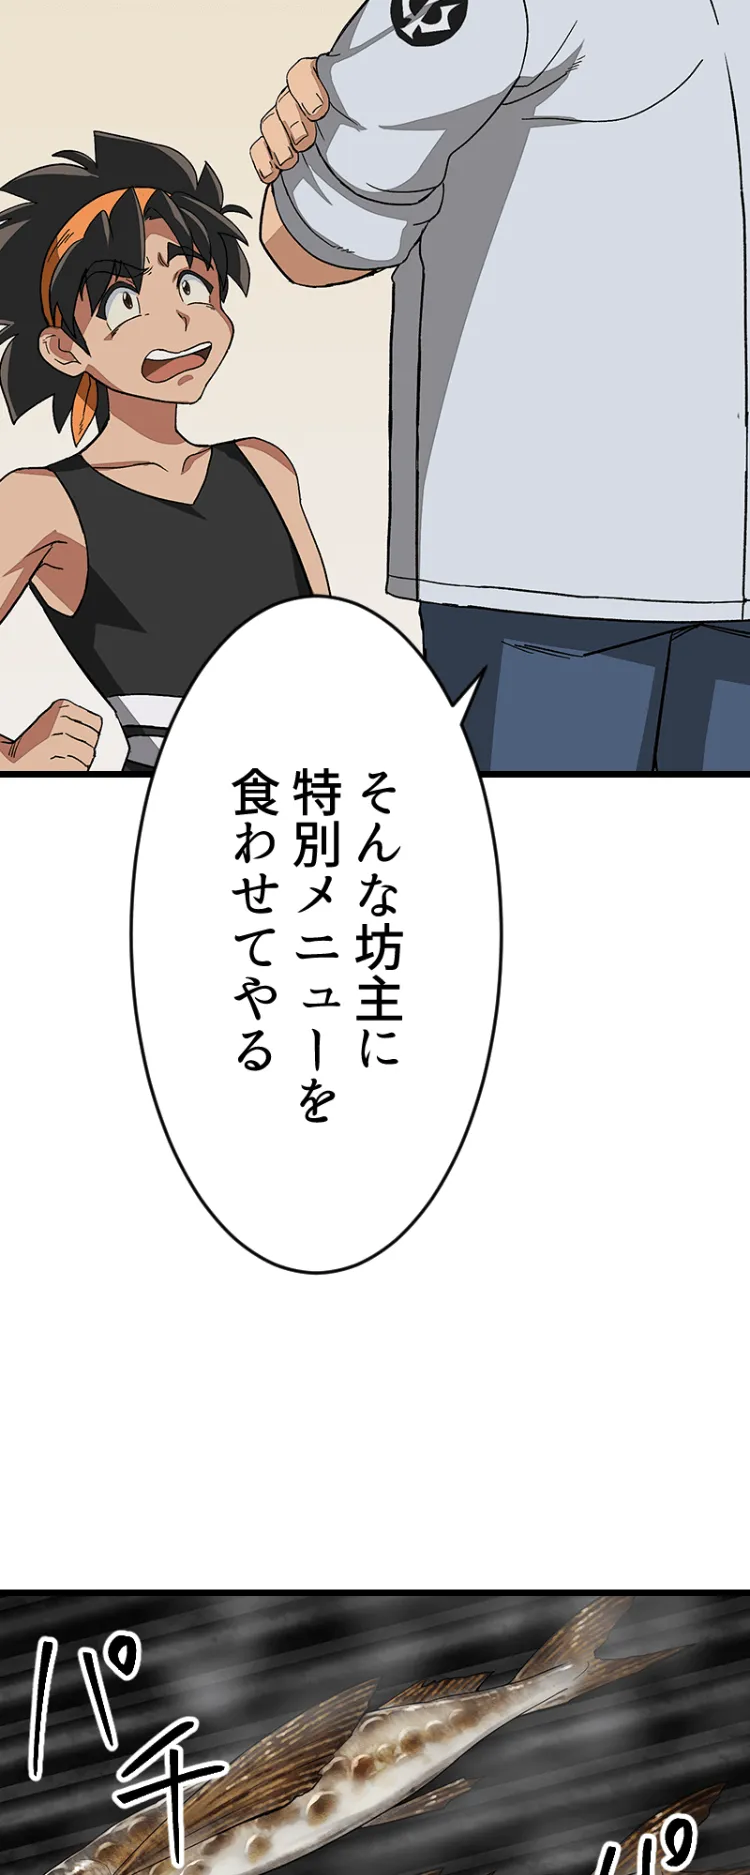 そんな坊主に
特別メニューを
食わせてやる
パチ
パ